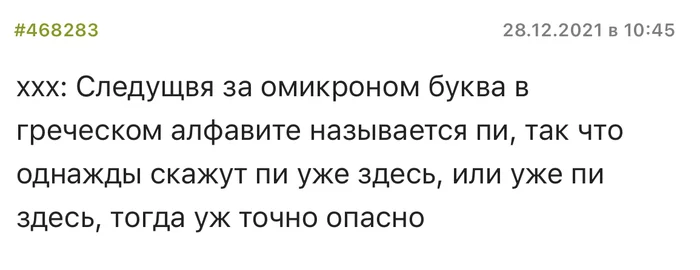 #468283 28.12.2021 в 10:45
xxx: Следущвя за омикроном буква в
греческом алфавите называется пи, так что
однажды скажут пи уже здесь, или уже пи
здесь, тогда уж точно опасно